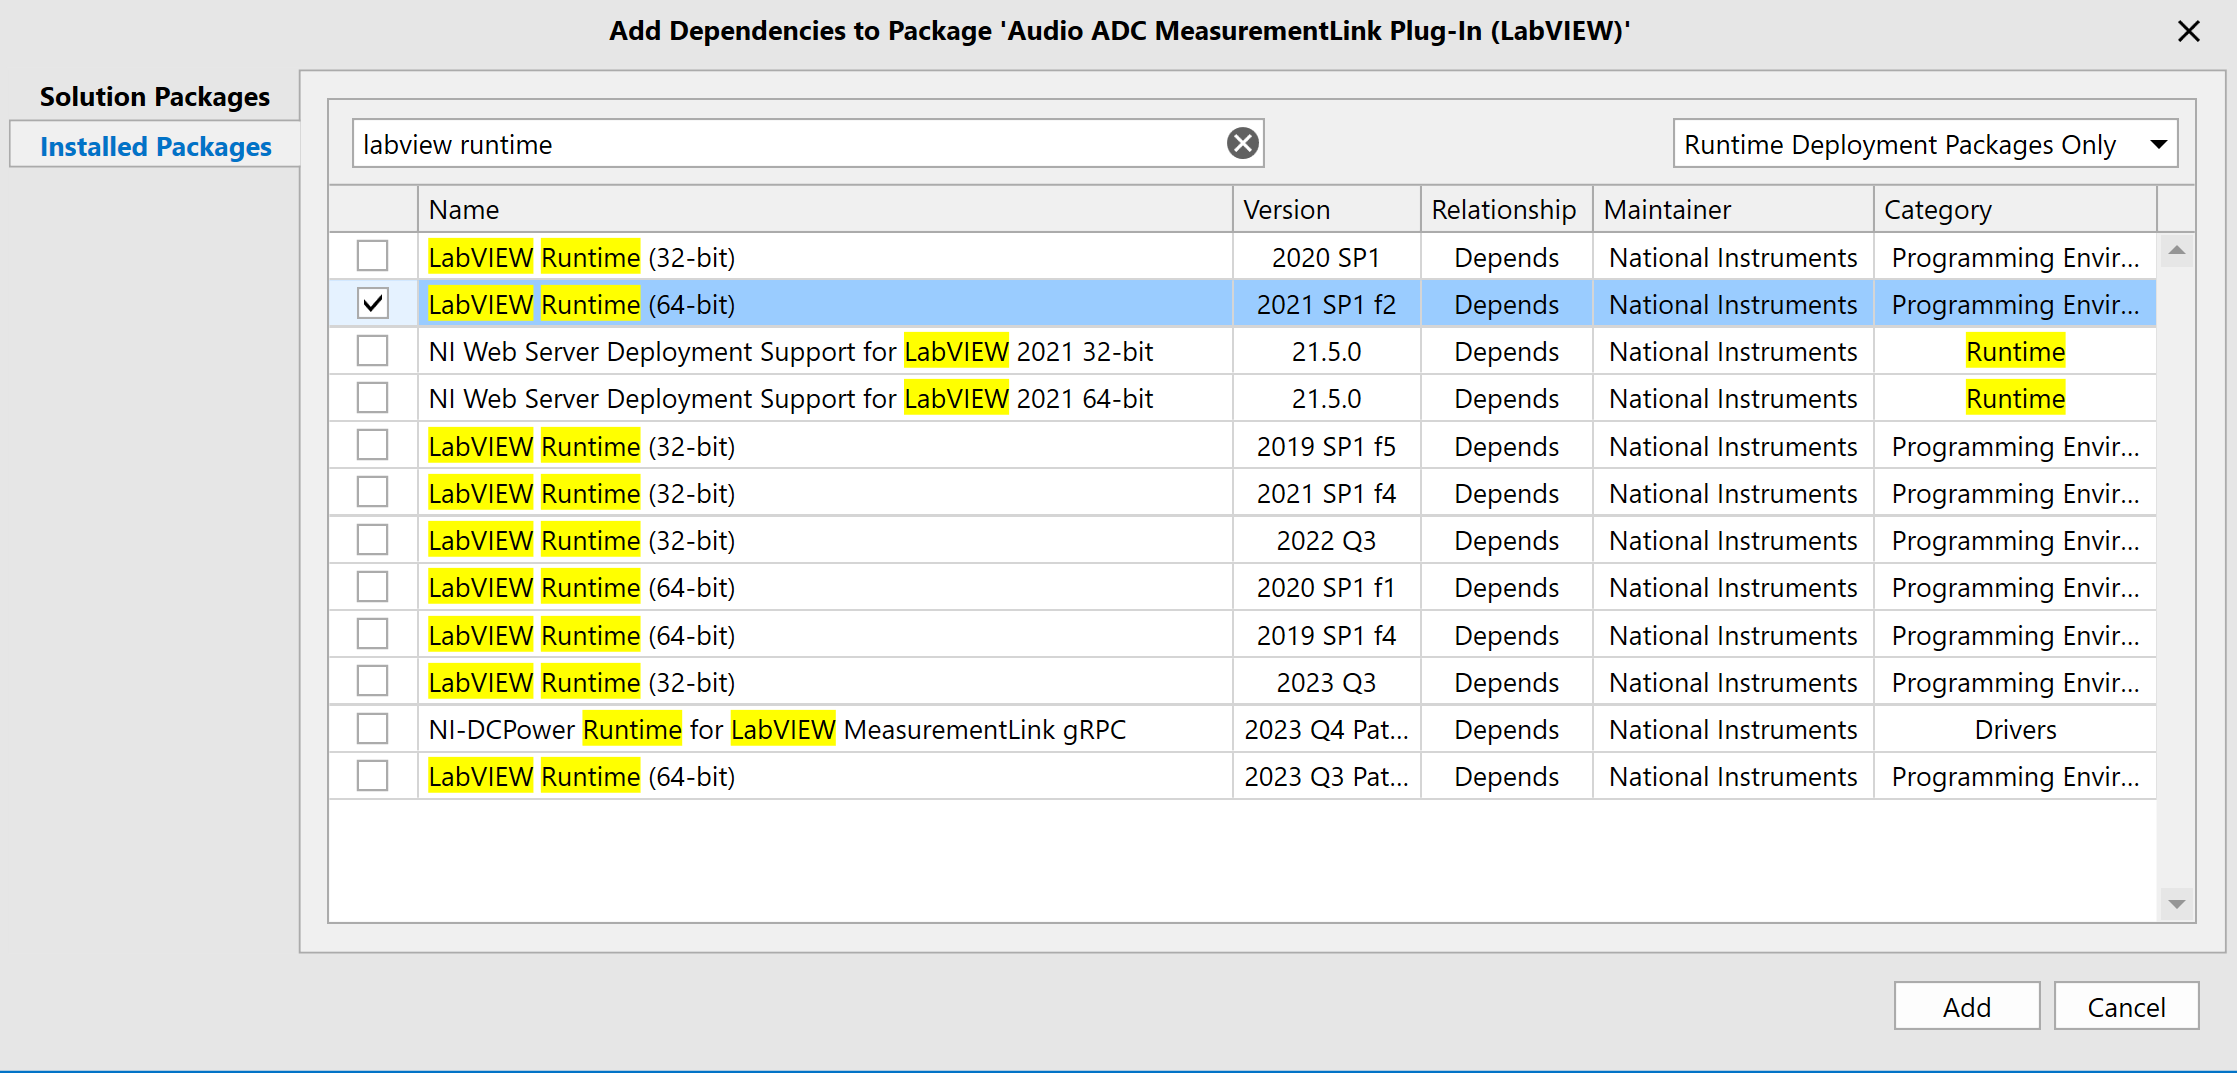 Add Dependencies to Package 'Audio ADC MeasurementLink Plug-In (LabVIEW)'
Solution Packages
Installed Packages
labview runtime
Runtime Deployment Packages Only
Name Version Relationship Maintainer Category
LabVIEW Runtime (32-bit) 2020 SP1 Depends National Instruments Programming Envir...
LabVIEW Runtime (64-bit) 2021 SP1 f2 Depends National Instruments Programming Envir...
NI Web Server Deployment Support for LabVIEW 2021 32-bit 21.5.0 Depends National Instruments Runtime
NI Web Server Deployment Support for LabVIEW 2021 64-bit 21.5.0 Depends National Instruments Runtime
LabVIEW Runtime (32-bit) 2019 SP1 f5 Depends National Instruments Programming Envir...
LabVIEW Runtime (32-bit) 2021 SP1 f4 Depends National Instruments Programming Envir...
LabVIEW Runtime (32-bit) 2022 Q3 Depends National Instruments Programming Envir...
LabVIEW Runtime (64-bit) 2020 SP1 f1 Depends National Instruments Programming Envir...
LabVIEW Runtime (64-bit) 2019 SP1 f4 Depends National Instruments Programming Envir...
LabVIEW Runtime (32-bit) 2023 Q3 Depends National Instruments Programming Envir...
NI-DCPower Runtime for LabVIEW MeasurementLink gRPC 2023 Q4 Pat... Depends National Instruments Drivers
LabVIEW Runtime (64-bit) 2023 Q3 Pat... Depends National Instruments Programming Envir...
Add Cancel